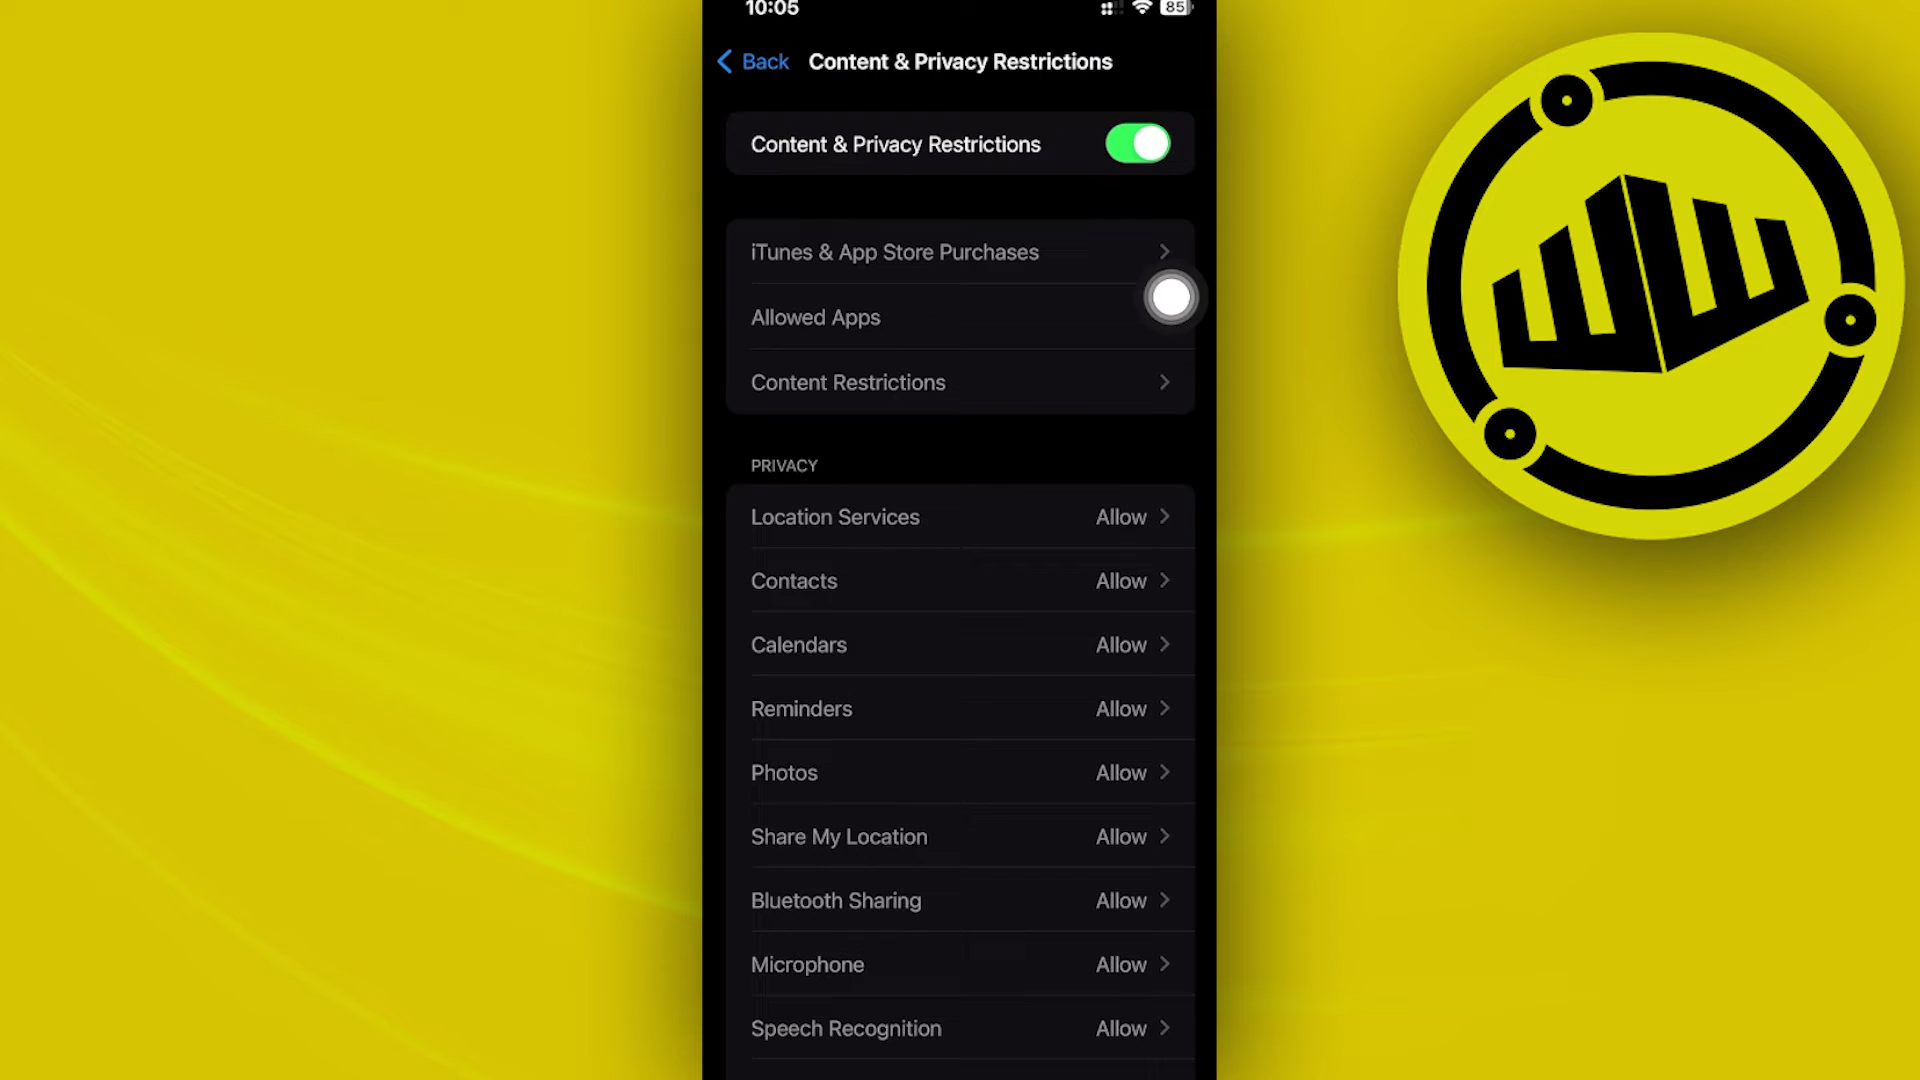 10:05
85
Back Content & Privacy Restrictions
Content & Privacy Restrictions
iTunes & App Store Purchases
Allowed Apps
Content Restrictions
PRIVACY
Location Services Allow
Contacts Allow
Calendars Allow
Reminders Allow
Photos Allow
Share My Location Allow
Bluetooth Sharing Allow
Microphone Allow
Speech Recognition Allow